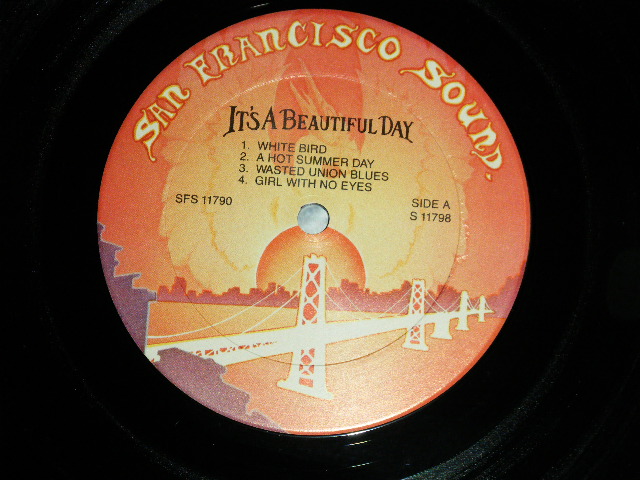 SAN FRANCISCO SOUND.
IT'S A BEAUTIFUL DAY
1. WHITE BIRD
2. A HOT SUMMER DAY
3. WASTED UNION BLUES
4. GIRL WITH NO EYES
SFS 11790
SIDE A
S 11798